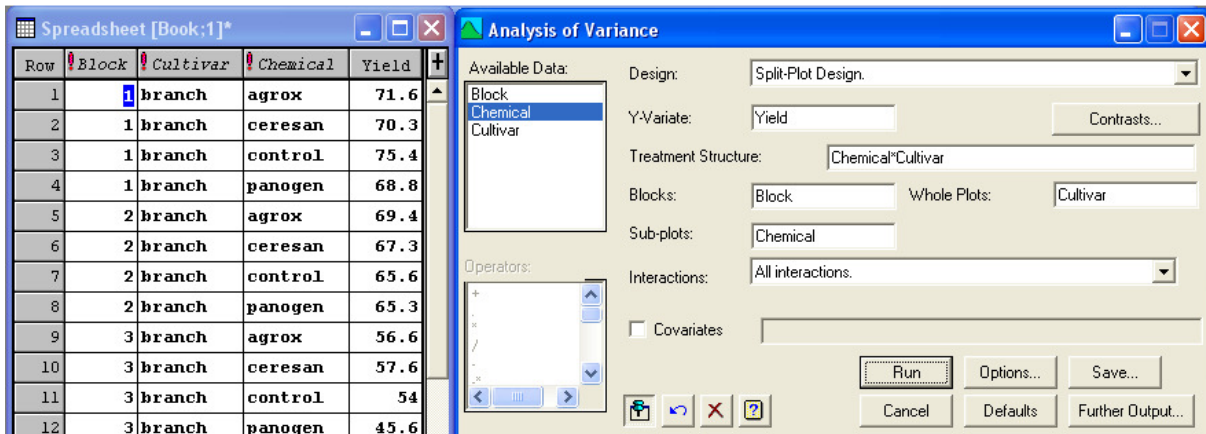 Spreadsheet [Book;1]*
Row Block Cultivar Chemical Yield +
1 1 branch agrox 71.6
2 1 branch ceresan 70.3
3 1 branch control 75.4
4 1 branch panogen 68.8
5 2 branch agrox 69.4
6 2 branch ceresan 67.3
7 2 branch control 65.6
8 2 branch panogen 65.3
9 3 branch agrox 56.6
10 3 branch ceresan 57.6
11 3 branch control 54
12 3 branch panogen 45.6
Analysis of Variance
Available Data:
Block
Chemical
Cultivar
Operators:
+
.
*
/
-
.*
Design: Split-Plot Design.
Y-Variate: Yield Contrasts...
Treatment Structure: Chemical*Cultivar
Blocks: Block Whole Plots: Cultivar
Sub-plots: Chemical
Interactions: All interactions.
Covariates
Run Options... Save...
Cancel Defaults Further Output...